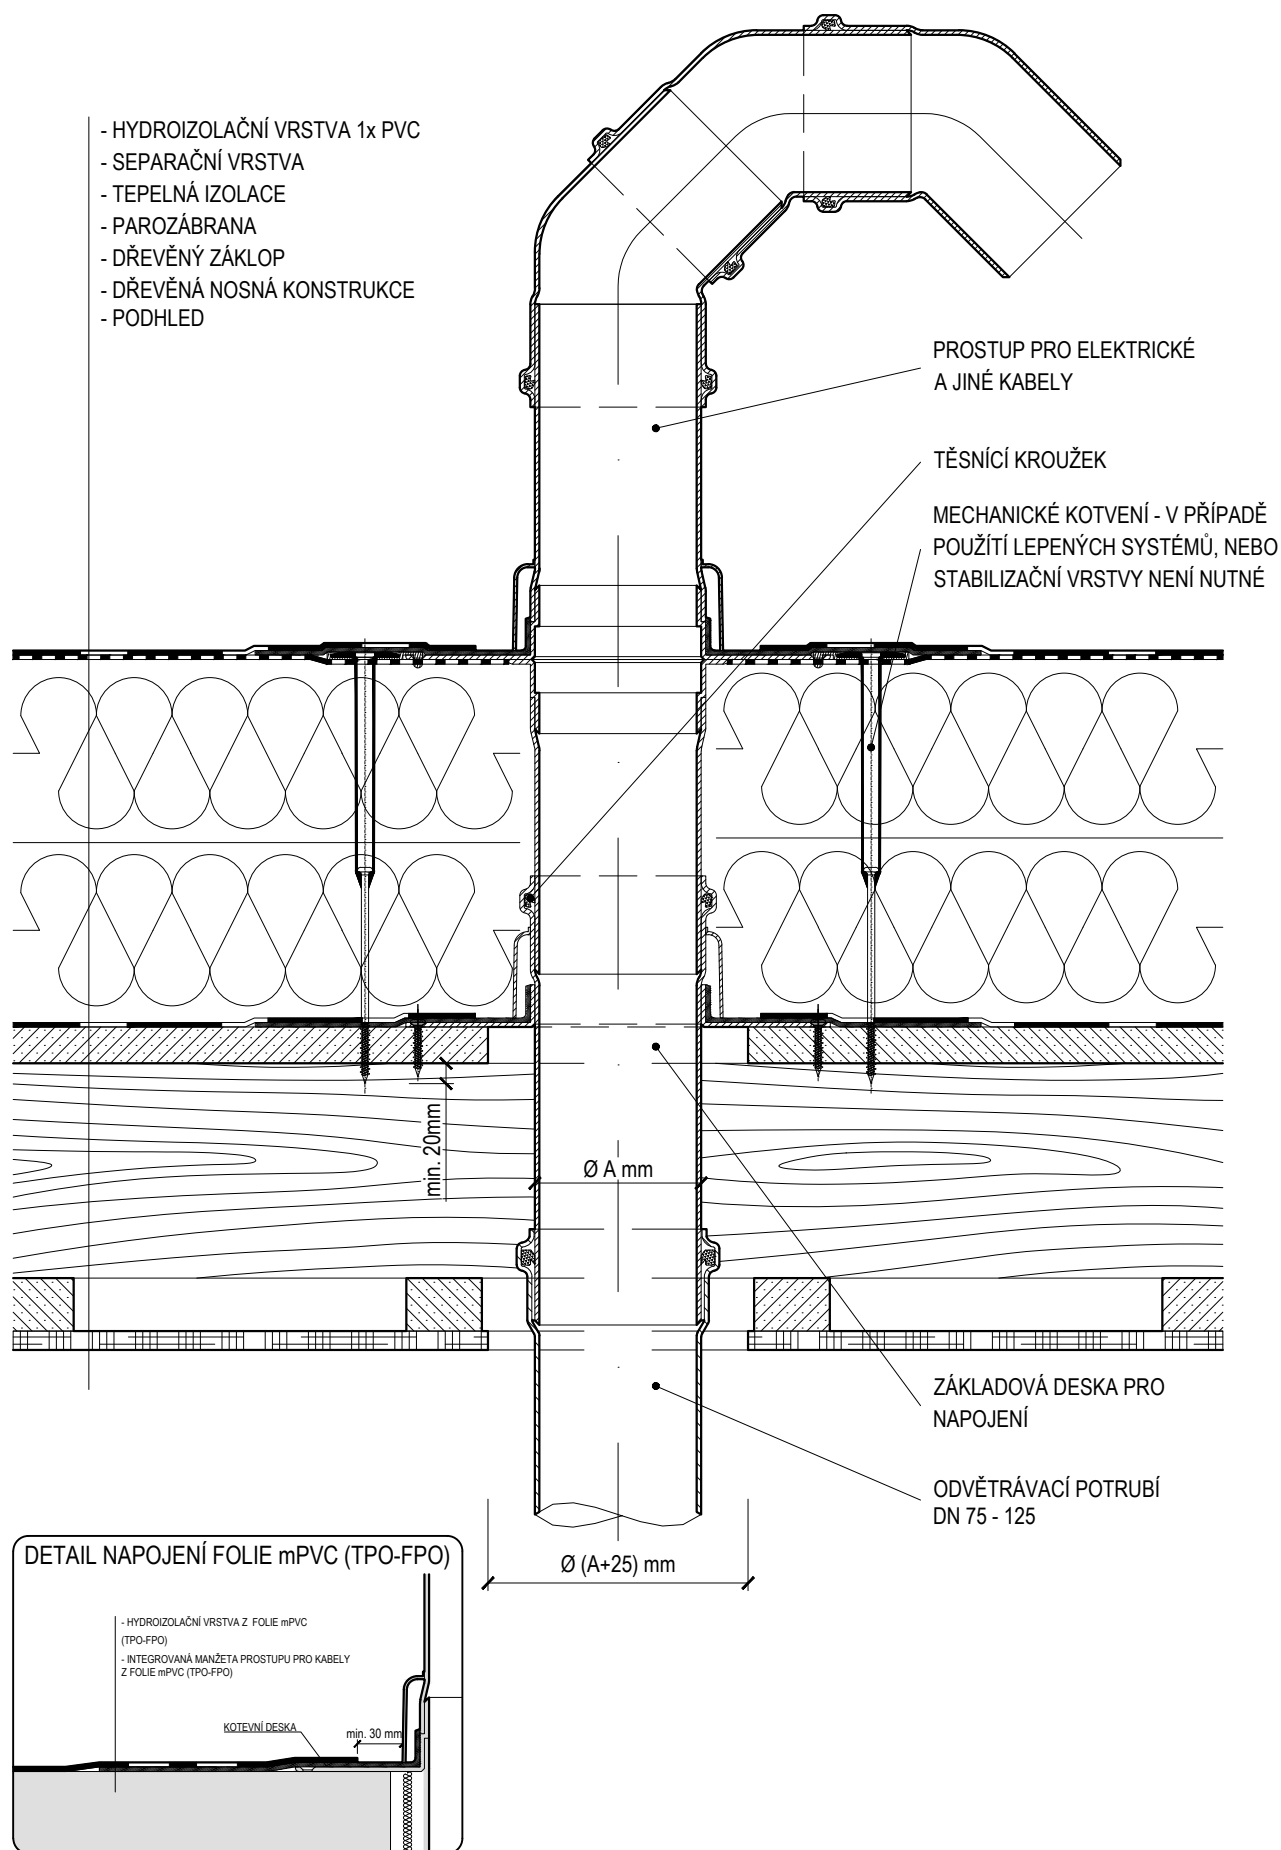 - HYDROIZOLAČNÍ VRSTVA 1x PVC
- SEPARAČNÍ VRSTVA
- TEPELNÁ IZOLACE
- PAROZÁBRANA
- DŘEVĚNÝ ZÁKLOP
- DŘEVĚNÁ NOSNÁ KONSTRUKCE
- PODHLED
PROSTUP PRO ELEKTRICKÉ
A JINÉ KABELY
TĚSNÍCÍ KROUŽEK
MECHANICKÉ KOTVENÍ - V PŘÍPADĚ
POUŽÍTÍ LEPENÝCH SYSTÉMŮ, NEBO
STABILIZAČNÍ VRSTVY NENÍ NUTNÉ
min. 20mm
Ø A mm
ZÁKLADOVÁ DESKA PRO
NAPOJENÍ
ODVĚTRÁVACÍ POTRUBÍ
DN 75 - 125
Ø (A+25) mm
DETAIL NAPOJENÍ FOLIE mPVC (TPO-FPO)
- HYDROIZOLAČNÍ VRSTVA Z FOLIE mPVC
(TPO-FPO)
- INTEGROVANÁ MANŽETA PROSTUPU PRO KABELY
Z FOLIE mPVC (TPO-FPO)
KOTEVNÍ DESKA
min. 30 mm